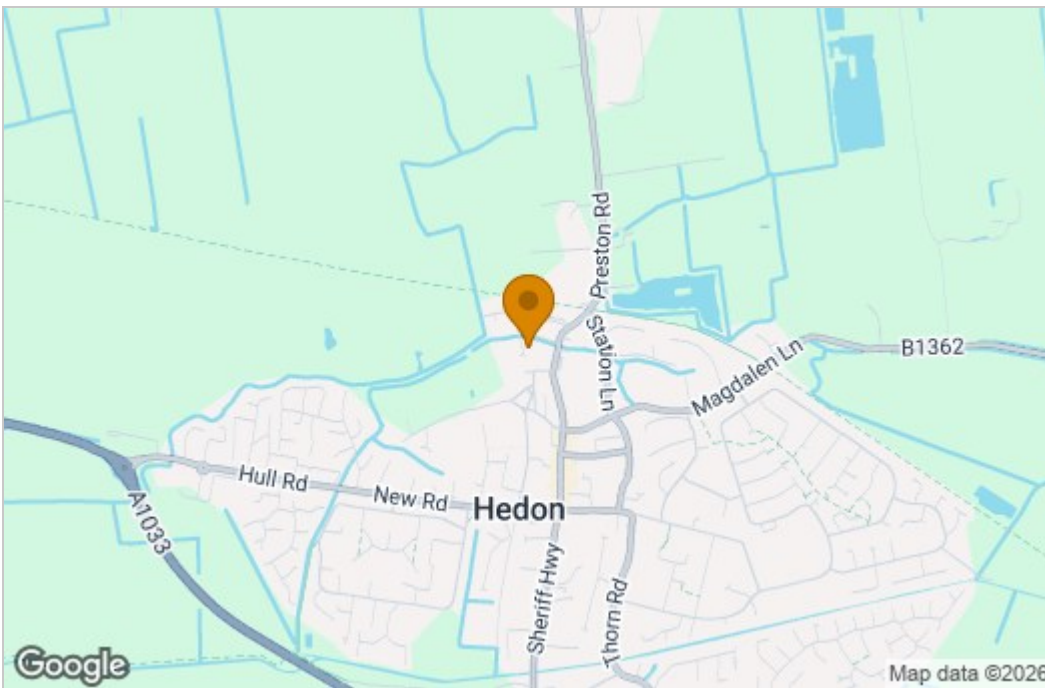 Preston Rd
Station Ln
Magdalen Ln
B1362
Hull Rd
New Rd
Hedon
A1033
Sheriff Hwy
Thorn Rd
Google
Map data ©2026